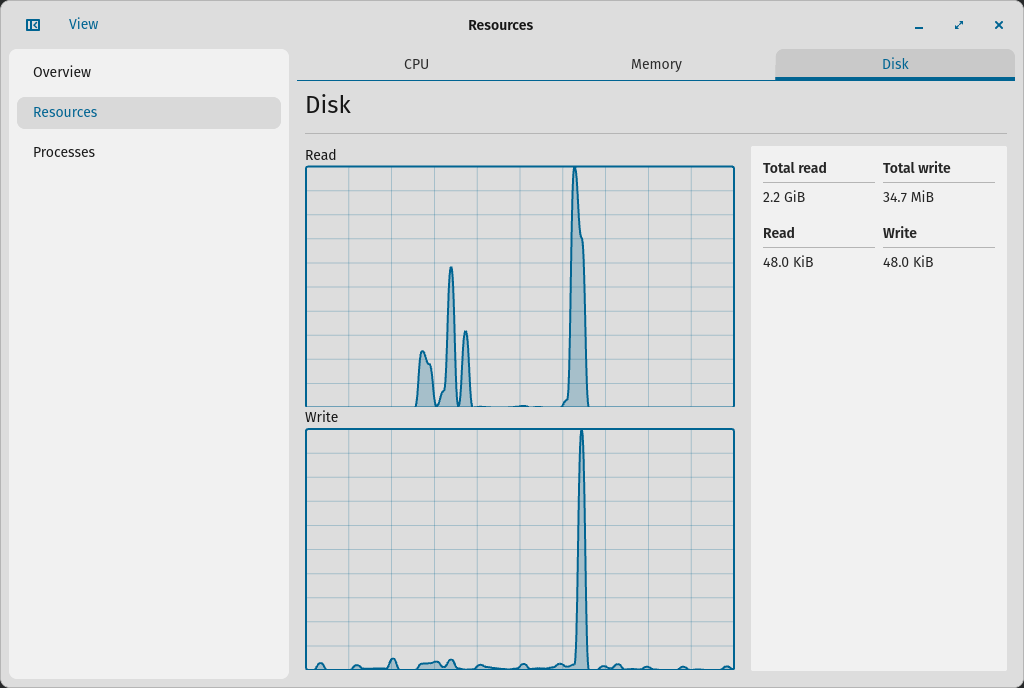 View
Resources
Overview
Resources
Processes
CPU
Memory
Disk
Disk
Read
Write
Total read
Total write
2.2 GiB
34.7 MiB
Read
Write
48.0 KiB
48.0 KiB